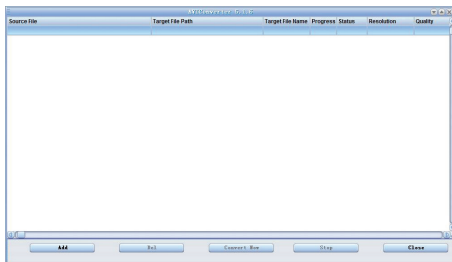 Source File Target File Path Target File Name Progress Status Resolution Quality
Add Del Convert Now Stop Close